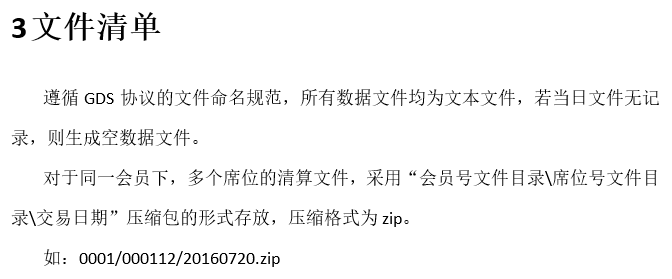 3 文件清单
遵循 GDS 协议的文件命名规范，所有数据文件均为文本文件，若当日文件无记
录，则生成空数据文件。
对于同一会员下，多个席位的清算文件，采用“会员号文件目录\席位号文件目
录\交易日期”压缩包的形式存放，压缩格式为 zip。
如：0001/000112/20160720.zip